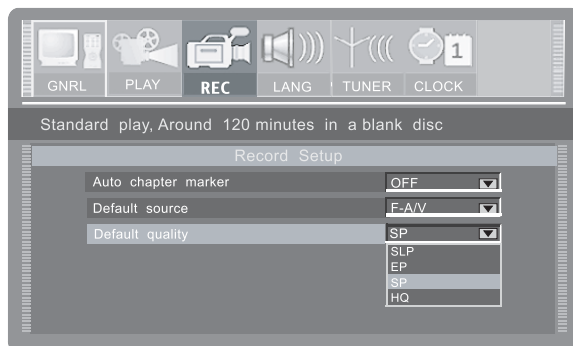 GNRL PLAY REC LANG TUNER CLOCK
1
Standard play, Around 120 minutes in a blank disc
Record Setup
Auto chapter marker OFF
Default source F-A/V
Default quality SP
SLP
EP
SP
HQ